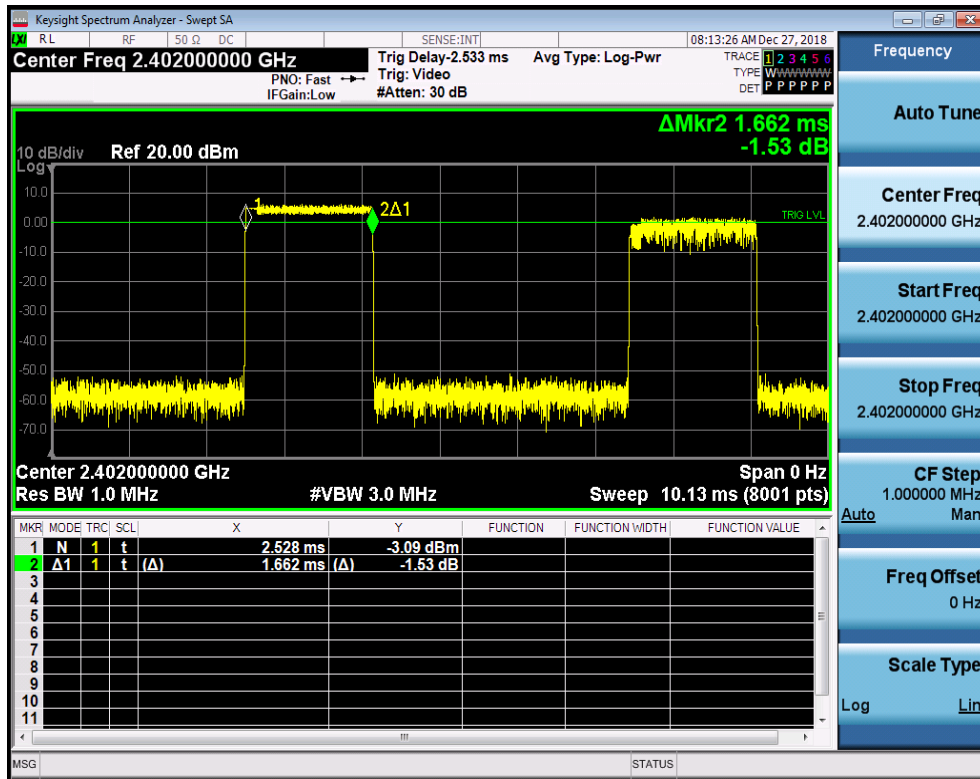 Keysight Spectrum Analyzer - Swept SA
LXI RL RF 50 Ω DC SENSE:INT 08:13:26 AM Dec 27, 2018
Center Freq 2.402000000 GHz Trig Delay-2.533 ms Avg Type: Log-Pwr TRACE 1 2 3 4 5 6
PNO: Fast Trig: Video TYPE W W W W W W
IFGain:Low #Atten: 30 dB DET P P P P P P
ΔMkr2 1.662 ms
-1.53 dB
10 dB/div Ref 20.00 dBm
Log
10.0
0.00
-10.0
-20.0
-30.0
-40.0
-50.0
-60.0
-70.0
1
2Δ1
TRIG LVL
Center 2.402000000 GHz Span 0 Hz
Res BW 1.0 MHz #VBW 3.0 MHz Sweep 10.13 ms (8001 pts)
MKR MODE TRC SCL X Y FUNCTION FUNCTION WIDTH FUNCTION VALUE
1 N 1 t 2.528 ms -3.09 dBm
2 Δ1 1 t (Δ) 1.662 ms (Δ) -1.53 dB
3
4
5
6
7
8
9
10
11
MSG STATUS
Frequency
Auto Tune
Center Freq
2.402000000 GHz
Start Freq
2.402000000 GHz
Stop Freq
2.402000000 GHz
CF Step
1.000000 MHz
Auto Man
Freq Offset
0 Hz
Scale Type
Log Lin